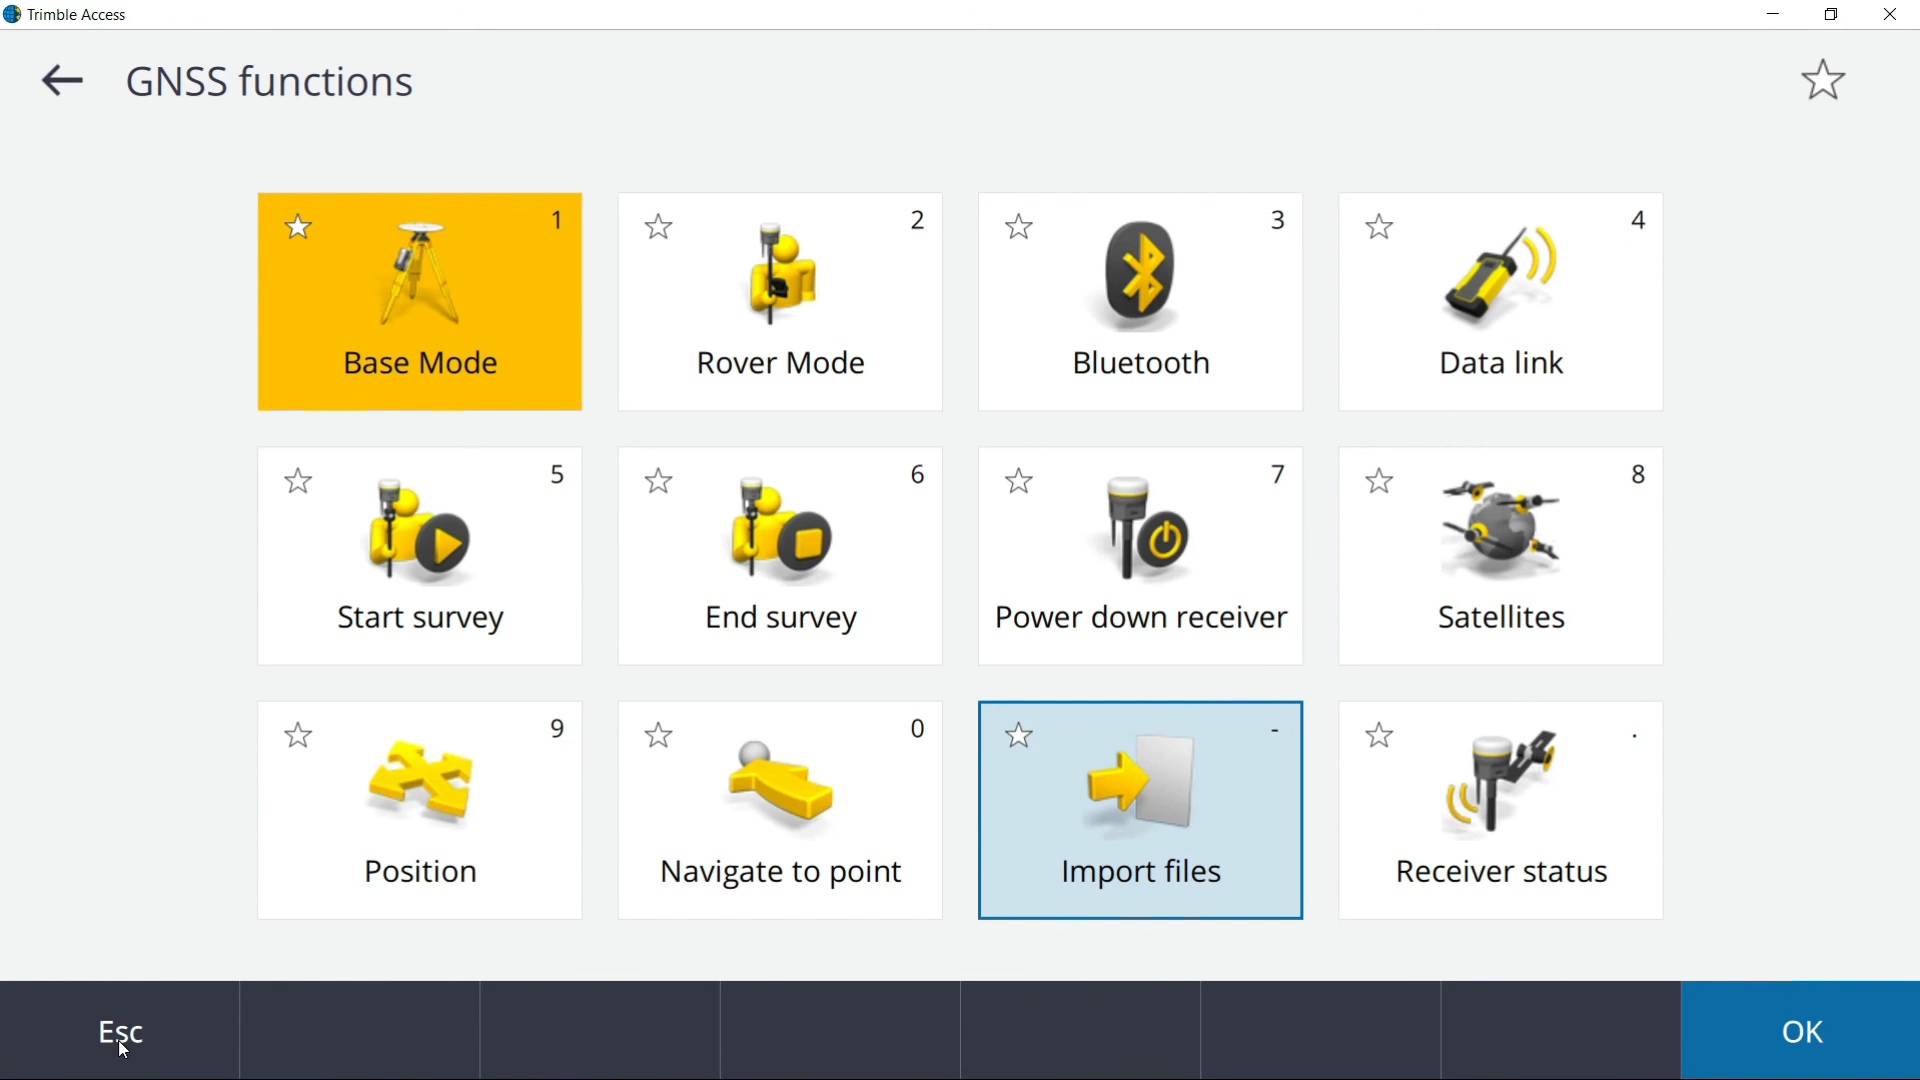 Trimble Access
GNSS functions
1
Base Mode
2
Rover Mode
3
Bluetooth
4
Data link
5
Start survey
6
End survey
7
Power down receiver
8
Satellites
9
Position
0
Navigate to point
-
Import files
.
Receiver status
Esc
OK